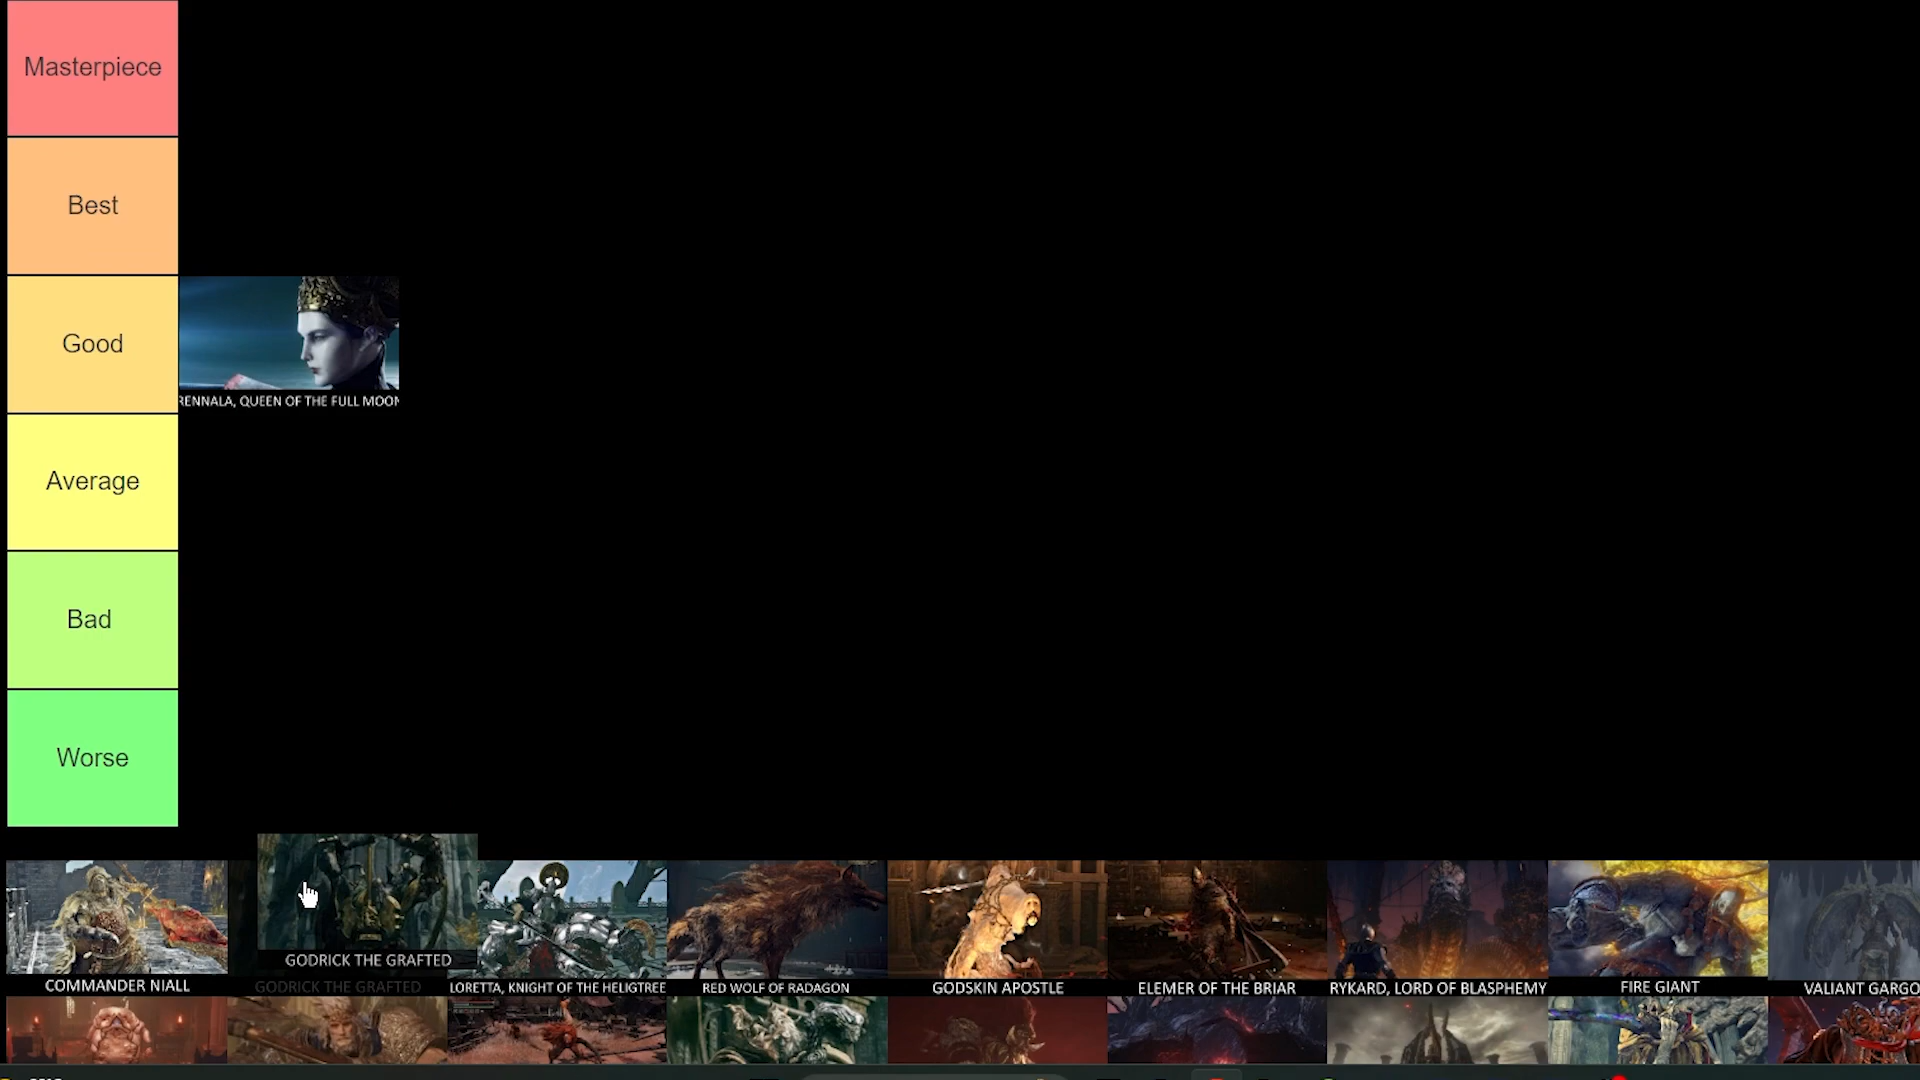 Masterpiece
Best
Good
RENNALA, QUEEN OF THE FULL MOON
Average
Bad
Worse
GODRICK THE GRAFTED
COMMANDER NIALL
GODRICK THE GRAFTED
LORETTA, KNIGHT OF THE HELIGTREE
RED WOLF OF RADAGON
GODSKIN APOSTLE
ELEMER OF THE BRIAR
RYKARD, LORD OF BLASPHEMY
FIRE GIANT
VALIANT GARGO